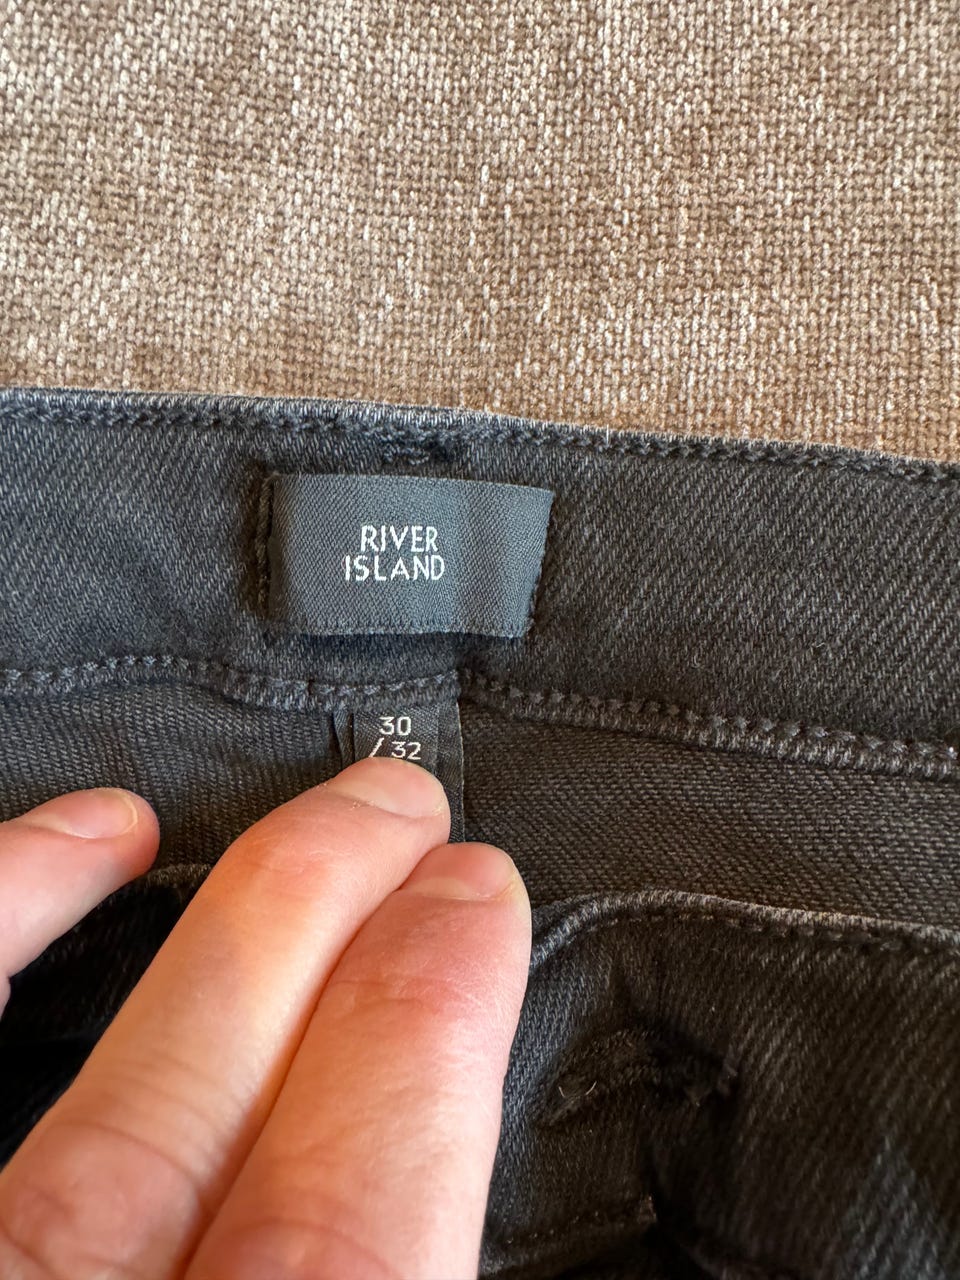 RIVER
ISLAND
30
/32